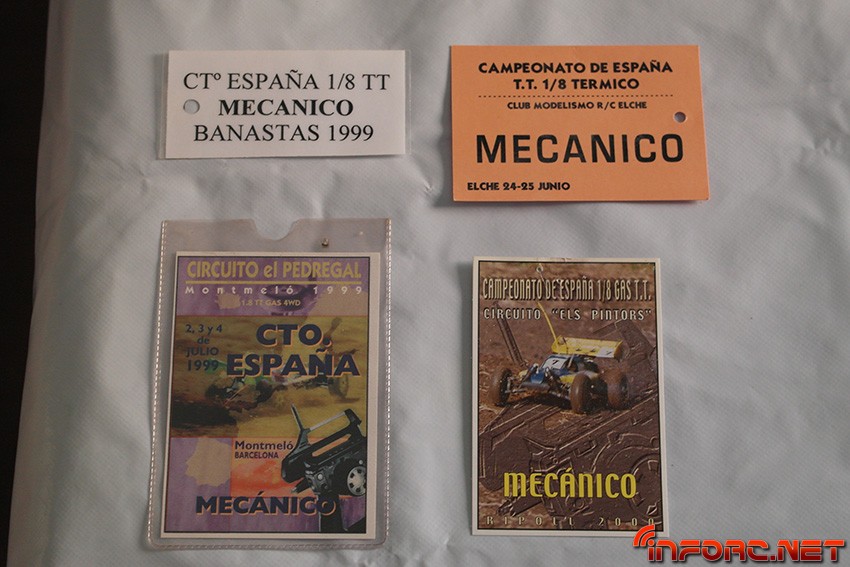 CTº ESPAÑA 1/8 TT
MECANICO
BANASTAS 1999
CAMPEONATO DE ESPAÑA
T.T. 1/8 TERMICO
CLUB MODELISMO R/C ELCHE
MECANICO
ELCHE 24-25 JUNIO
CIRCUITO el PEDREGAL
Montmeló 1999
1.8 TT GAS 4WD
2, 3 y 4
de
JULIO
1999
CTO.
ESPAÑA
Montmeló
BARCELONA
MECÁNICO
CAMPEONATO DE ESPAÑA 1/8 GAS T.T.
CIRCUITO "ELS PINTORS"
MECÁNICO
RIPOLL 2000
inforc.net